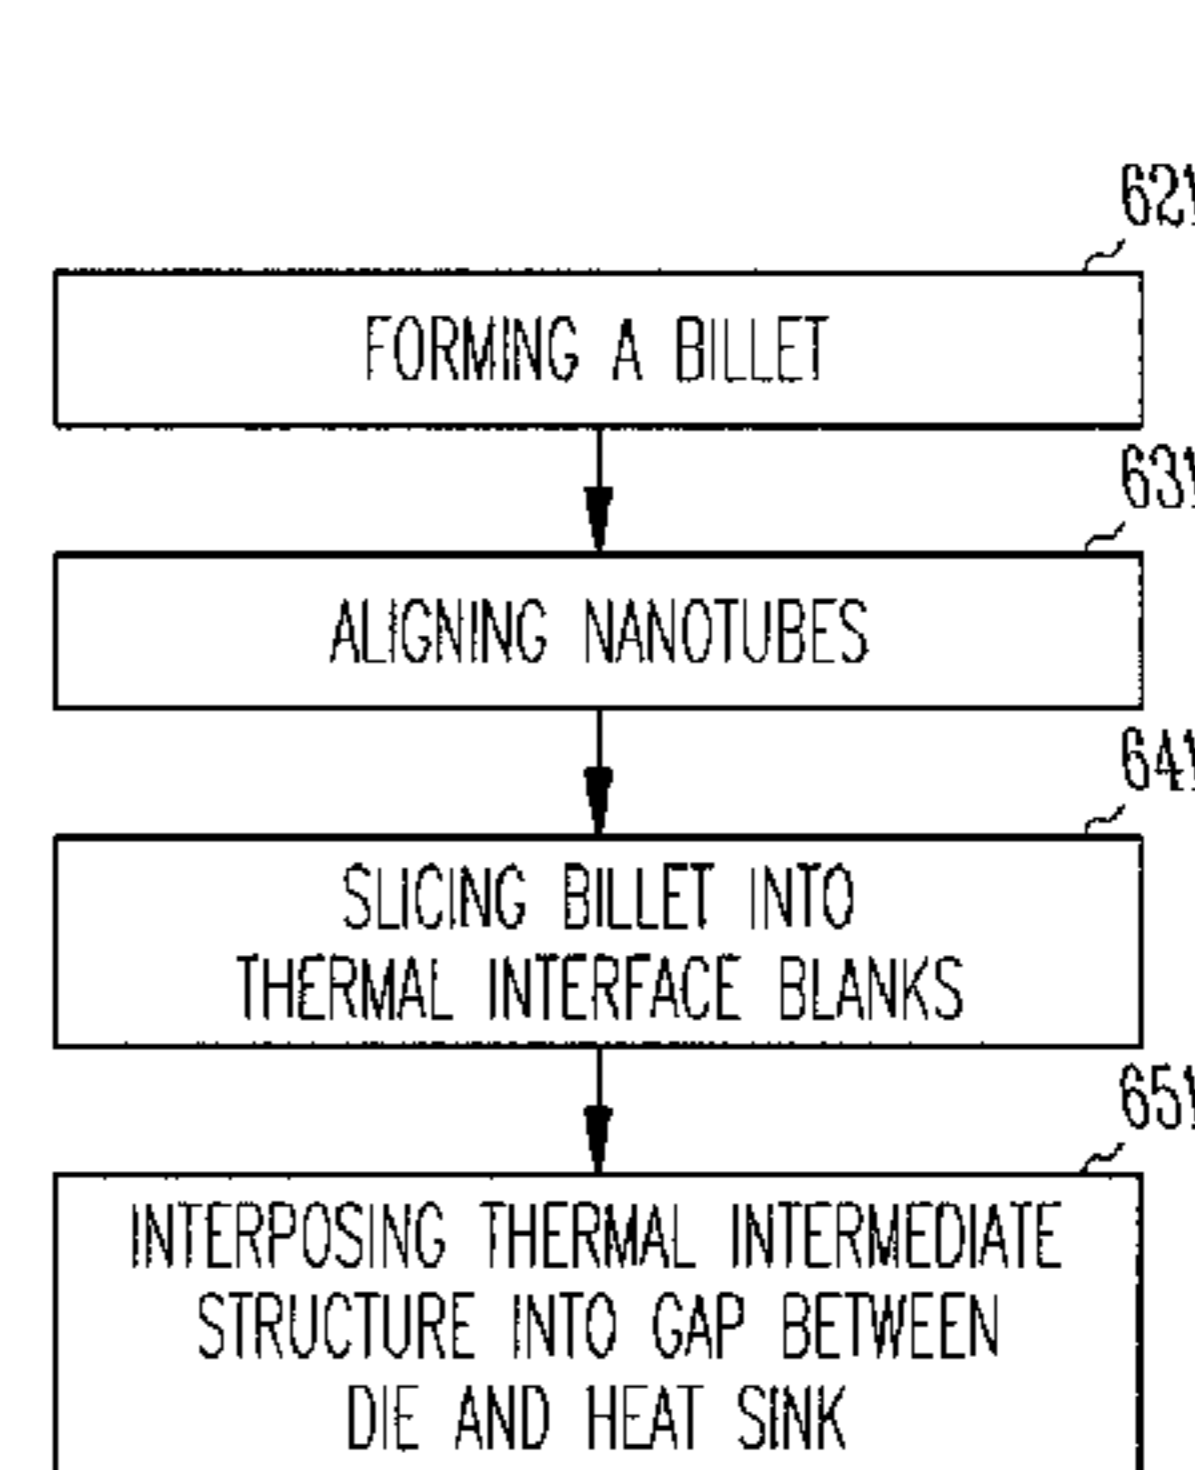 621
FORMING A BILLET
631
ALIGNING NANOTUBES
641
SLICING BILLET INTO
THERMAL INTERFACE BLANKS
651
INTERPOSING THERMAL INTERMEDIATE
STRUCTURE INTO GAP BETWEEN
DIE AND HEAT SINK